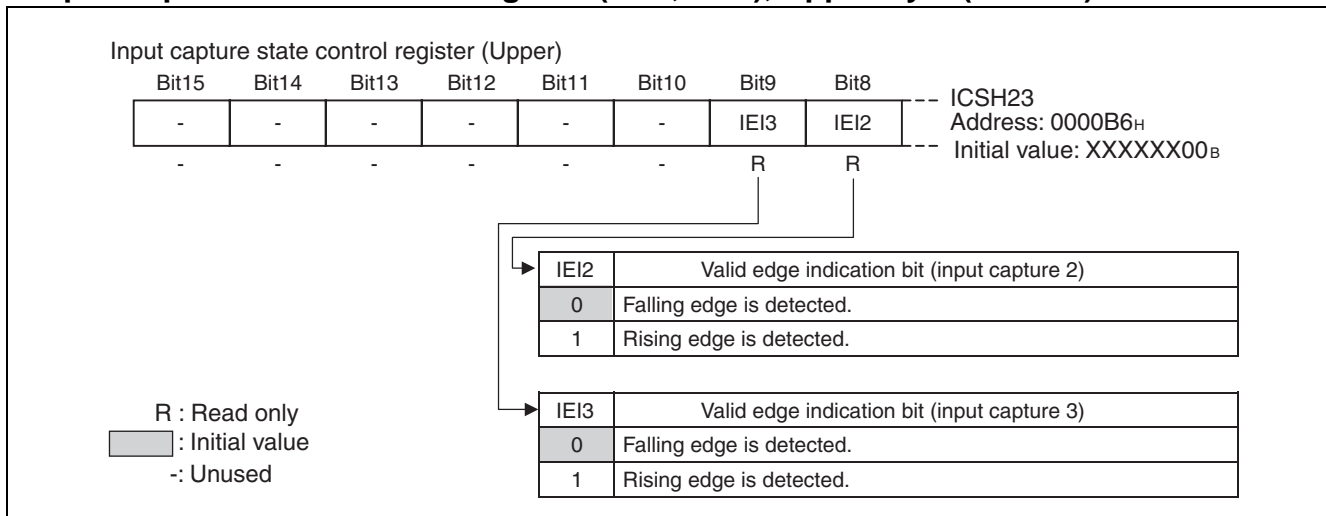 Input capture state control register (Upper)
Bit15 Bit14 Bit13 Bit12 Bit11 Bit10 Bit9 Bit8
- - - - - - IEI3 IEI2
- - - - - - R R
ICSH23
Address: 0000B6H
Initial value: XXXXXX00B
IEI2 Valid edge indication bit (input capture 2)
0 Falling edge is detected.
1 Rising edge is detected.
IEI3 Valid edge indication bit (input capture 3)
0 Falling edge is detected.
1 Rising edge is detected.
R : Read only
: Initial value
-: Unused